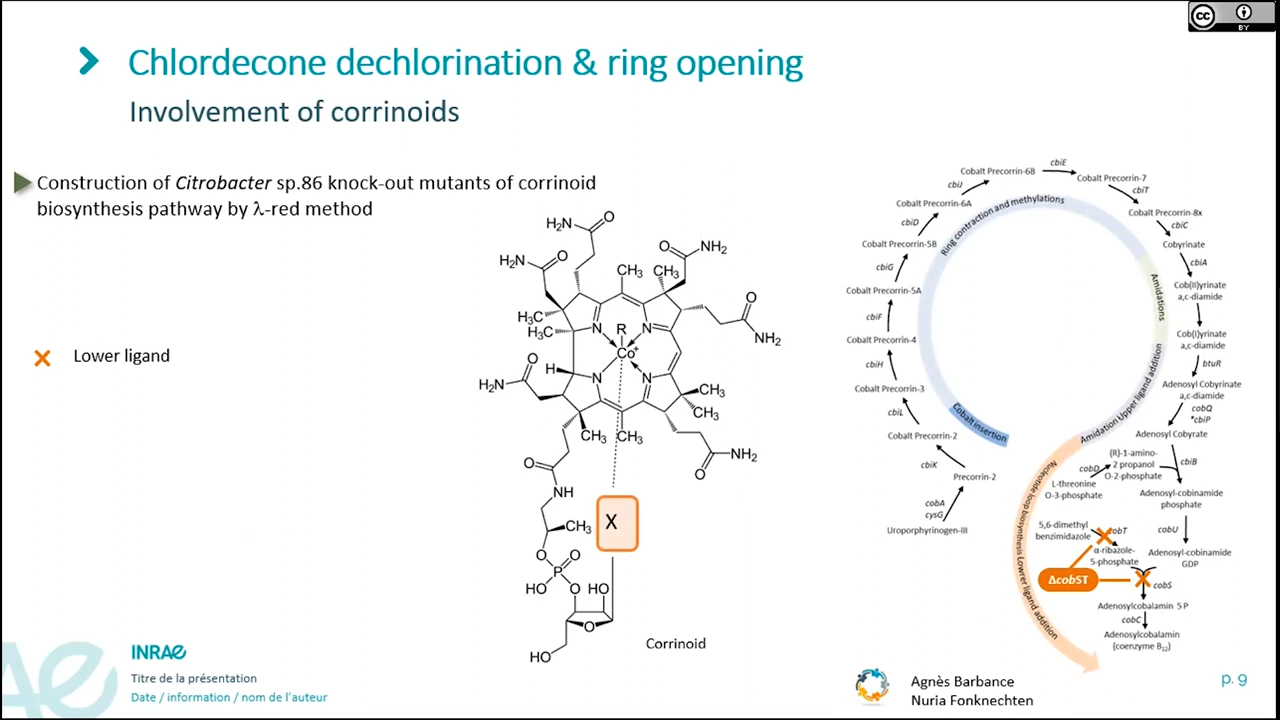 cc
BY
Chlordecone dechlorination & ring opening
Involvement of corrinoids
Construction of Citrobacter sp.86 knock-out mutants of corrinoid
biosynthesis pathway by λ-red method
Lower ligand
H₂N
O
H₂N
O
O
NH₂
CH₃
CH₃
H₃C
H₃C
R
N
N
Co⁺
N
N
O
NH₂
H
O
H₂N
CH₃
CH₃
CH₃
CH₃
O
NH₂
O
NH
X
CH₃
O
O
P
HO
O
HO
O
HO
Corrinoid
cbiE
Cobalt Precorrin-6B
Cobalt Precorrin-7
cbiJ
cbiT
Cobalt Precorrin-6A
Cobalt Precorrin-8x
cbiD
cbiC
Cobalt Precorrin-5B
Cobyrinate
cbiG
cbiA
Cobalt Precorrin-5A
Cob(II)yrinate
a,c-diamide
cbiF
Cobalt Precorrin-4
Cob(I)yrinate
a,c-diamide
cbiH
btuR
Cobalt Precorrin-3
Adenosyl Cobyrinate
a,c-diamide
cbiL
cobQ
*cbiP
Cobalt Precorrin-2
Adenosyl Cobyrate
cbiK
Precorrin-2
cobA
cysG
Uroporphyrinogen-III
Ring contraction and methylations
Amidations
Amidation Upper ligand addition
Cobalt insertion
Nucleotide loop biosynthesis Lowrer ligand addition
(R)-1-amino-
2 propanol
O-2-phosphate
cobD
cbiB
L-threonine
O-3-phosphate
Adenosyl-cobinamide
phosphate
5,6-dimethyl
benzimidazole
cobT
cobU
α-ribazole-
5-phosphate
Adenosyl-cobinamide
GDP
ΔcobST
cobS
Adenosylcobalamin 5 P
cobC
Adenosylcobalamin
(coenzyme B₁₂)
INRAE
Titre de la présentation
Date / information / nom de l'auteur
Agnès Barbance
Nuria Fonknechten
p. 9